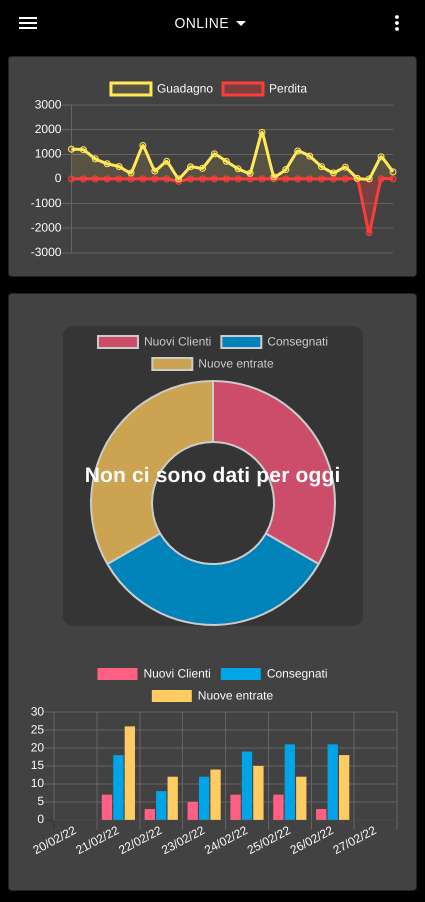 ONLINE
Guadagno Perdita
3000
2000
1000
0
-1000
-2000
-3000
Nuovi Clienti Consegnati
Nuove entrate
Non ci sono dati per oggi
Nuovi Clienti Consegnati
Nuove entrate
30
25
20
15
10
5
0
20/02/22 21/02/22 22/02/22 23/02/22 24/02/22 25/02/22 26/02/22 27/02/22